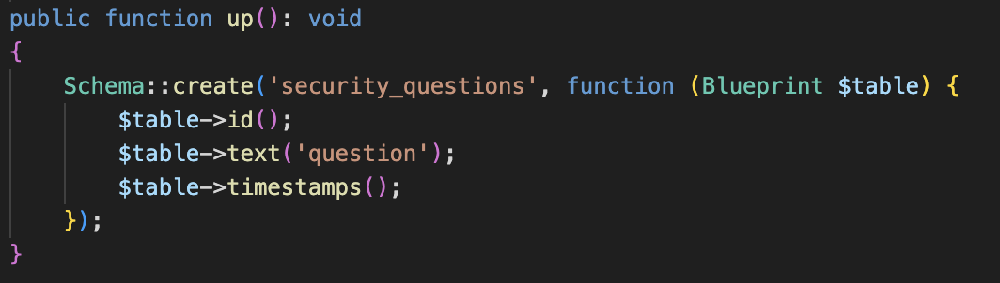 public function up(): void
{
    Schema::create('security_questions', function (Blueprint $table) {
        $table->id();
        $table->text('question');
        $table->timestamps();
    });
}